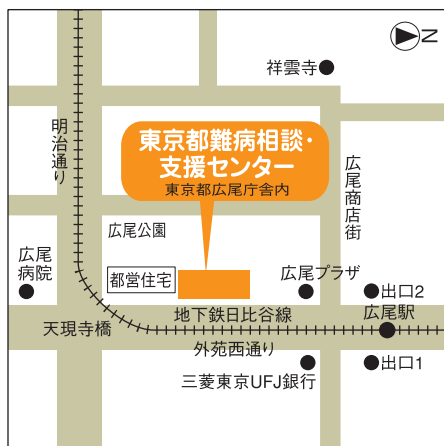 N
祥雲寺
明治通り
東京都難病相談・
支援センター
東京都広尾庁舎内
広尾商店街
広尾公園
広尾
病院
都営住宅
広尾プラザ
出口2
地下鉄日比谷線
広尾駅
天現寺橋
外苑西通り
三菱東京UFJ銀行
出口1